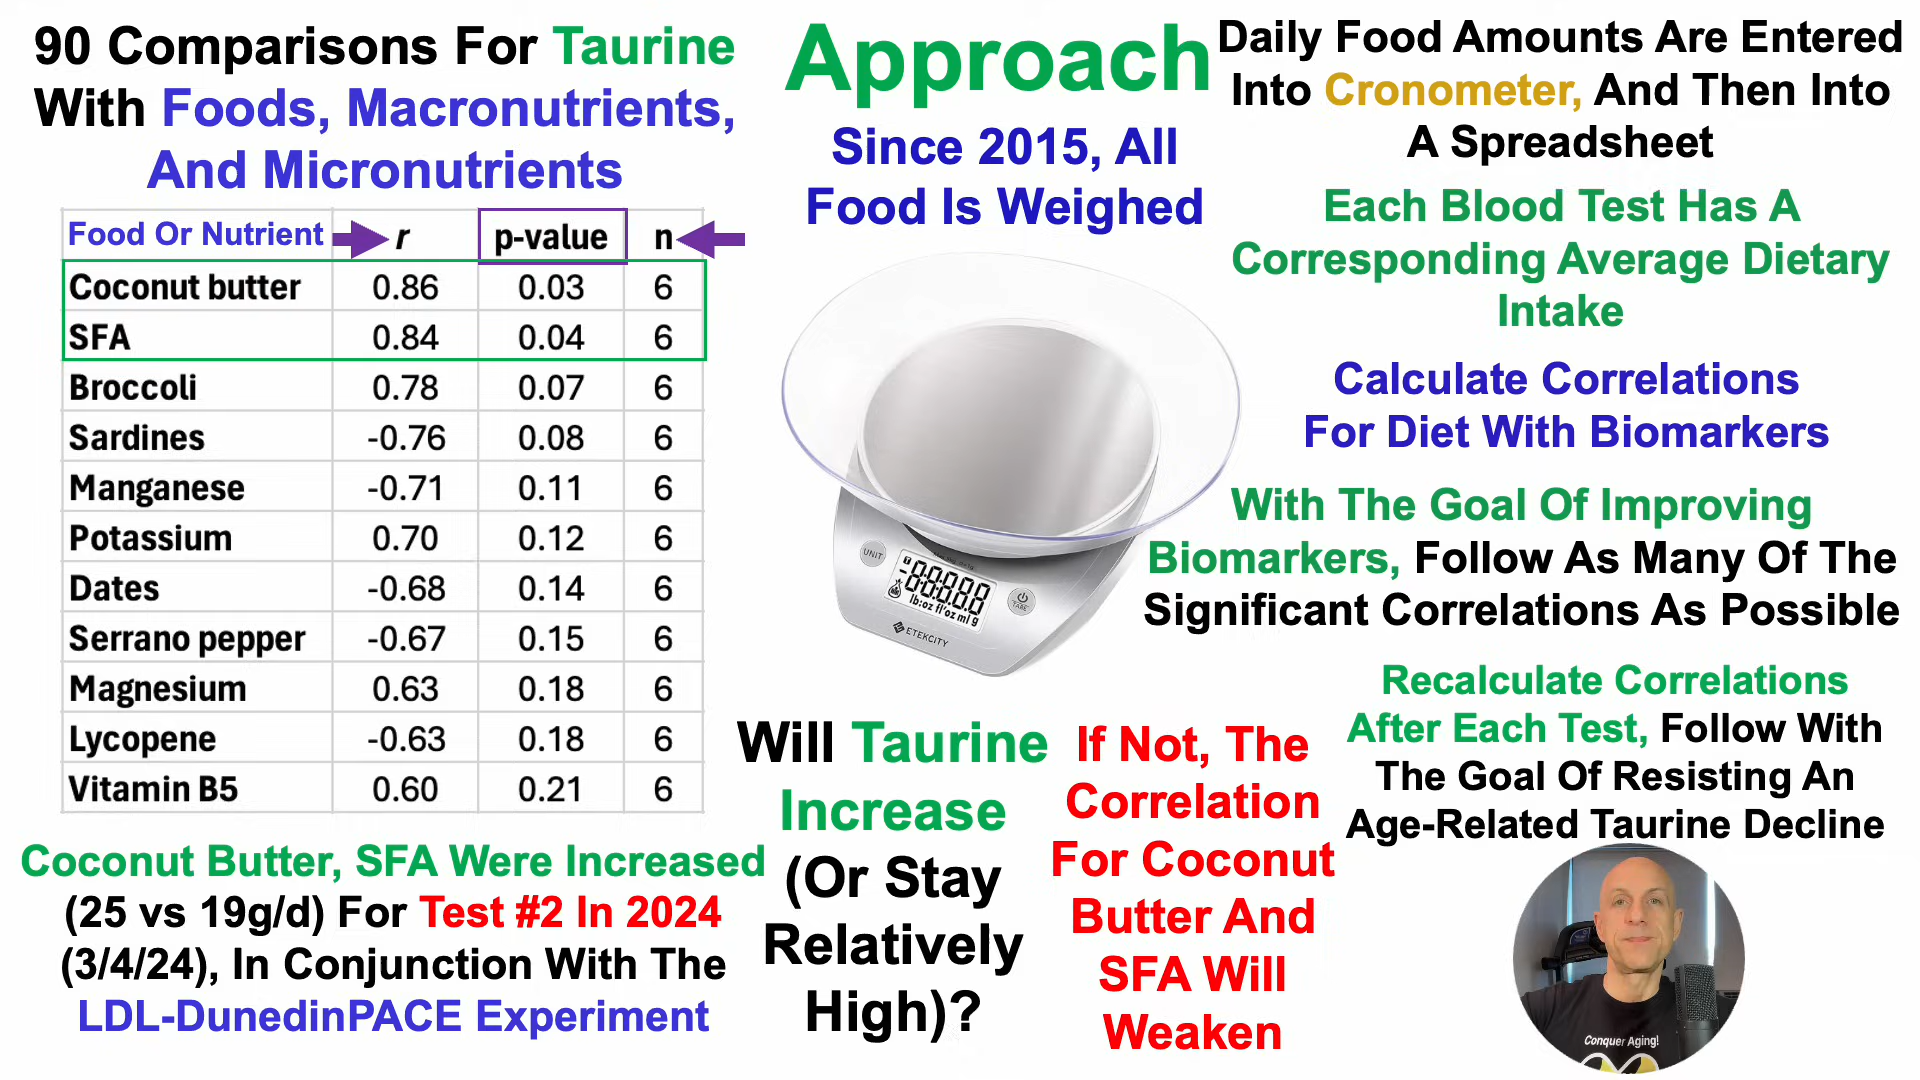 90 Comparisons For Taurine
With Foods, Macronutrients,
And Micronutrients
Food Or Nutrient r p-value n
Coconut butter 0.86 0.03 6
SFA 0.84 0.04 6
Broccoli 0.78 0.07 6
Sardines -0.76 0.08 6
Manganese -0.71 0.11 6
Potassium 0.70 0.12 6
Dates -0.68 0.14 6
Serrano pepper -0.67 0.15 6
Magnesium 0.63 0.18 6
Lycopene -0.63 0.18 6
Vitamin B5 0.60 0.21 6
Coconut Butter, SFA Were Increased
(25 vs 19g/d) For Test #2 In 2024
(3/4/24), In Conjunction With The
LDL-DunedinPACE Experiment
Approach
Since 2015, All
Food Is Weighed
UNIT
lb:oz fl'oz ml g
TARE
ETEKCITY
Will Taurine
Increase
(Or Stay
Relatively
High)?
If Not, The
Correlation
For Coconut
Butter And
SFA Will
Weaken
Daily Food Amounts Are Entered
Into Cronometer, And Then Into
A Spreadsheet
Each Blood Test Has A
Corresponding Average Dietary
Intake
Calculate Correlations
For Diet With Biomarkers
With The Goal Of Improving
Biomarkers, Follow As Many Of The
Significant Correlations As Possible
Recalculate Correlations
After Each Test, Follow With
The Goal Of Resisting An
Age-Related Taurine Decline
Conquer Aging!